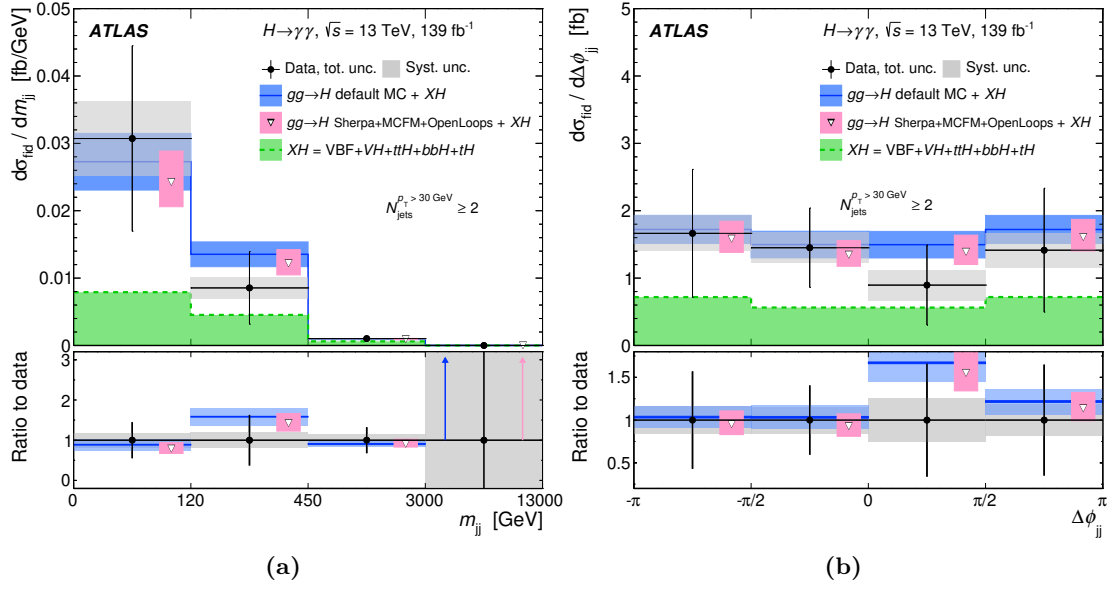 ATLAS
H→γγ, √s = 13 TeV, 139 fb⁻¹
Data, tot. unc. Syst. unc.
gg→H default MC + XH
gg→H Sherpa+MCFM+OpenLoops + XH
XH = VBF+VH+ttH+bbH+tH
N_jets^{p_T > 30 GeV} ≥ 2
dσ_fid / dm_jj [fb/GeV]
0.05
0.04
0.03
0.02
0.01
0
Ratio to data
3
2
1
0
0 120 450 3000 13000
m_jj [GeV]
(a)
ATLAS
H→γγ, √s = 13 TeV, 139 fb⁻¹
Data, tot. unc. Syst. unc.
gg→H default MC + XH
gg→H Sherpa+MCFM+OpenLoops + XH
XH = VBF+VH+ttH+bbH+tH
N_jets^{p_T > 30 GeV} ≥ 2
dσ_fid / dΔϕ_jj [fb]
5
4
3
2
1
0
Ratio to data
1.5
1
0.5
-π -π/2 0 π/2 π
Δϕ_jj
(b)